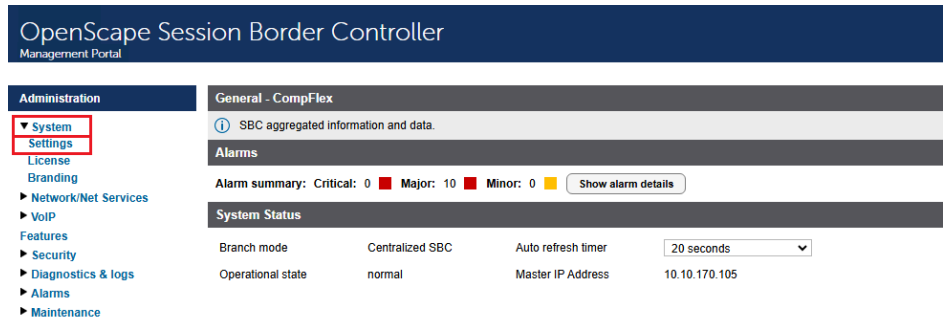 OpenScape Session Border Controller
Management Portal
Administration
System
Settings
License
Branding
Network/Net Services
VoIP
Features
Security
Diagnostics & logs
Alarms
Maintenance
General - CompFlex
SBC aggregated information and data.
Alarms
Alarm summary: Critical: 0 Major: 10 Minor: 0 Show alarm details
System Status
Branch mode Centralized SBC Auto refresh timer 20 seconds
Operational state normal Master IP Address 10.10.170.105